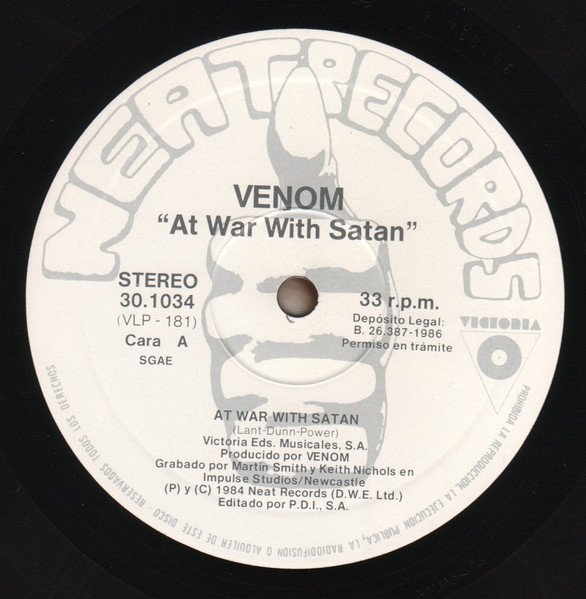 NEAT RECORDS
VENOM
“At War With Satan”
STEREO
30.1034
(VLP - 181)
Cara A
SGAE
33 r.p.m.
Depósito Legal:
B. 26.387-1986
Permiso en trámite
VICTORIA
AT WAR WITH SATAN
(Lant-Dunn-Power)
Victoria Eds. Musicales, S.A.
Producido por VENOM
Grabado por Martin Smith y Keith Nichols en
Impulse Studios/Newcastle
(P) y (C) 1984 Neat Records (D.W.E. Ltd.)
Editado por P.D.I., S.A.
PROHIBIDA LA REPRODUCCION, LA EJECUCION PUBLICA, LA RADIODIFUSION O ALQUILER DE ESTE DISCO · RESERVADOS TODOS LOS DERECHOS